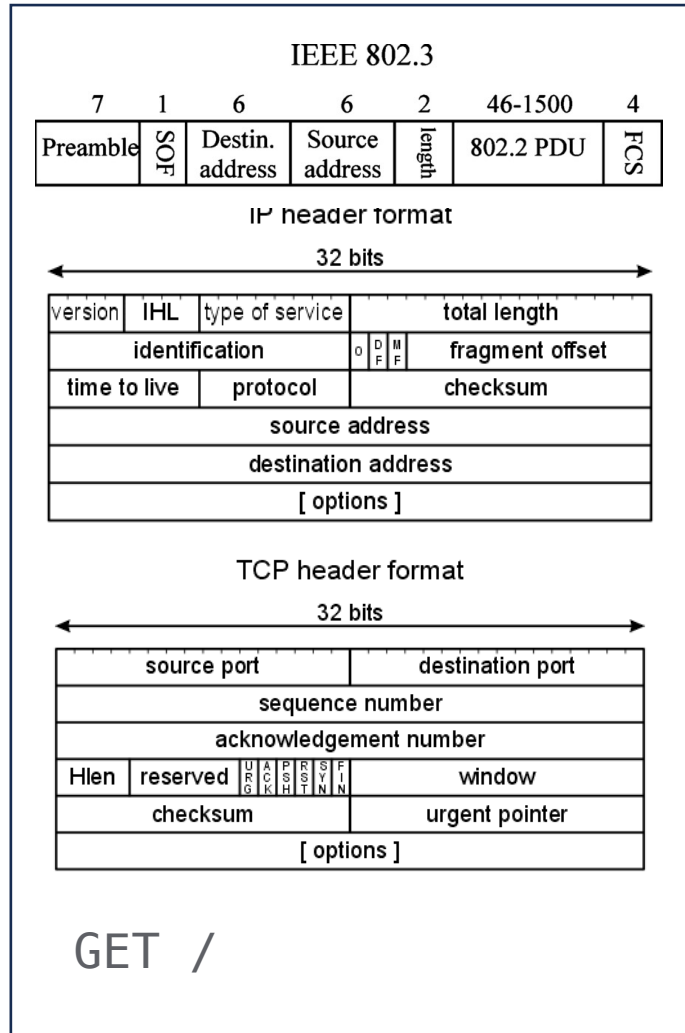 IEEE 802.3
7 1 6 6 2 46-1500 4
Preamble SOF Destin. address Source address length 802.2 PDU FCS
IP header format
32 bits
version IHL type of service total length
identification 0 DF MF fragment offset
time to live protocol checksum
source address
destination address
[ options ]
TCP header format
32 bits
source port destination port
sequence number
acknowledgement number
Hlen reserved URG ACK PSH RST SYN FIN window
checksum urgent pointer
[ options ]
GET /